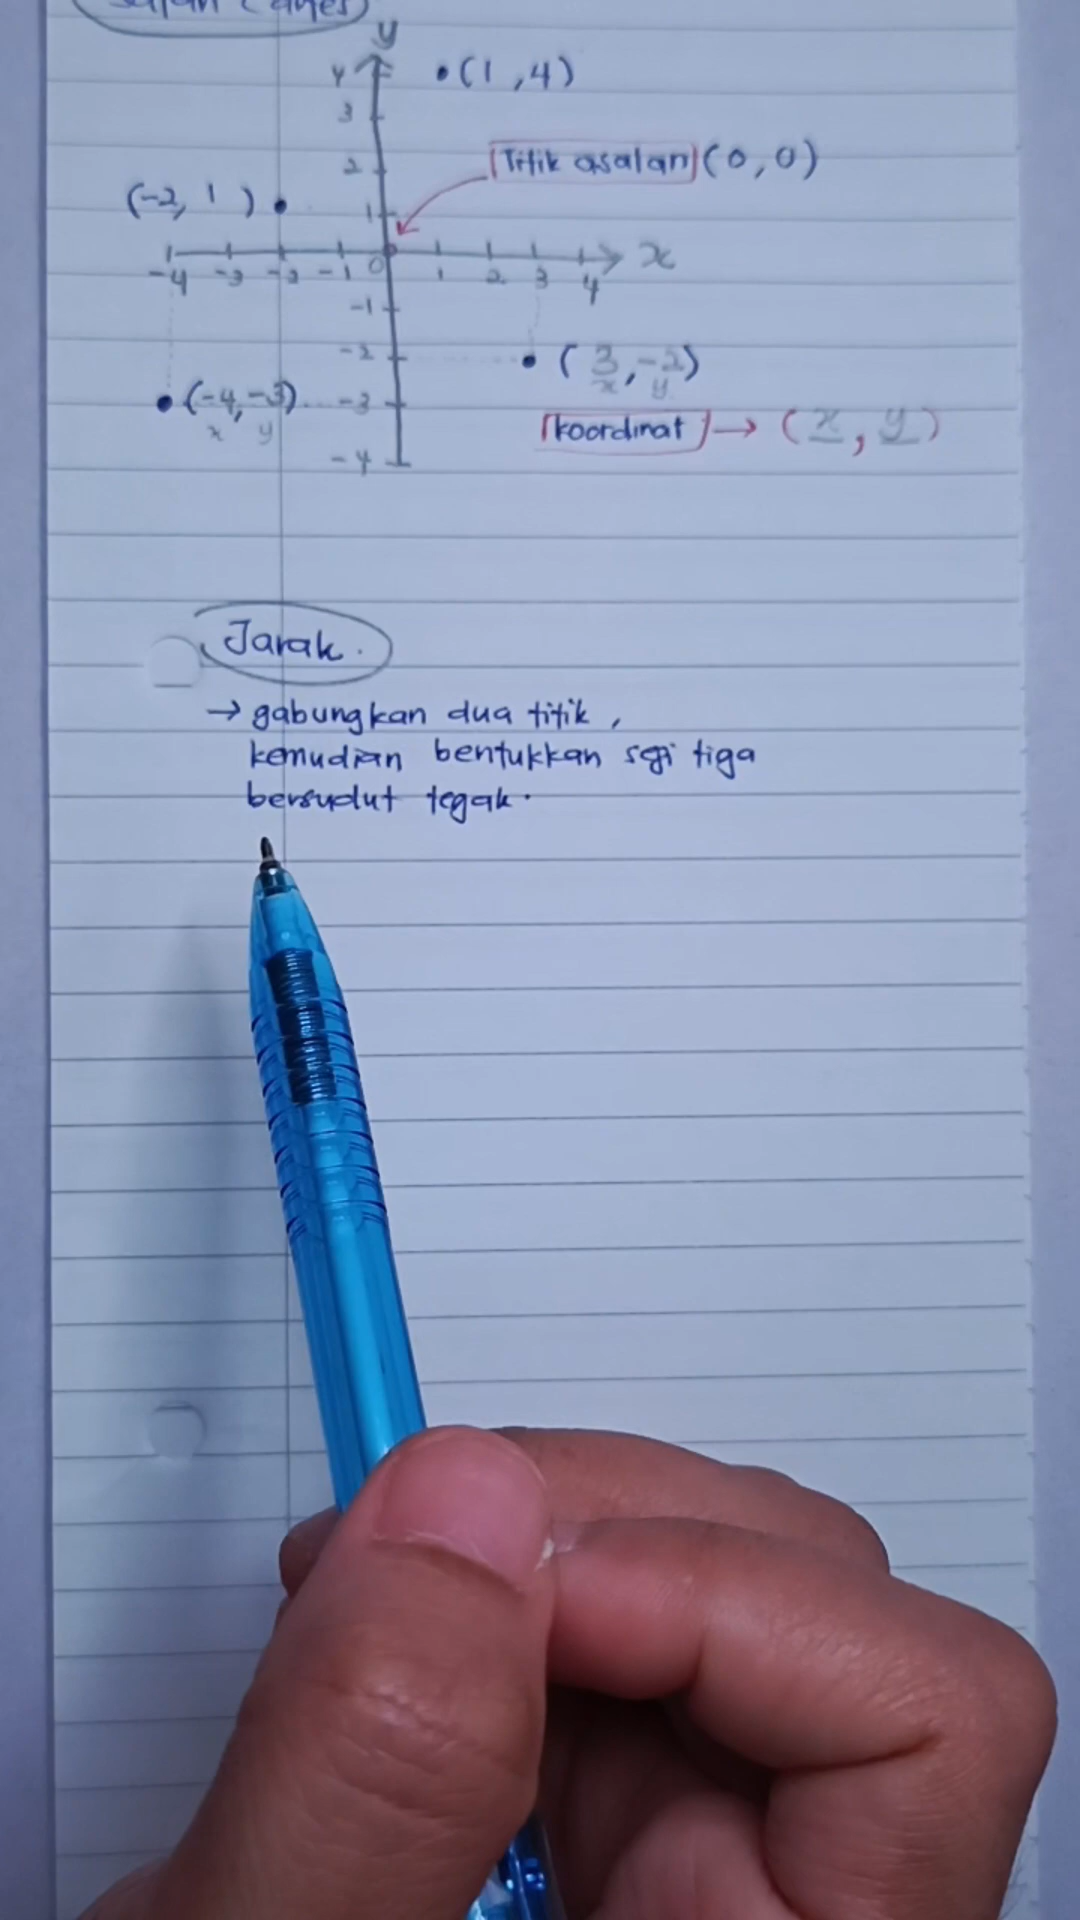 y
4 •(1 ,4)
3
2 Titik asalan (0,0)
(-2, 1 ) • 1
-4 -3 -2 -1 0 1 2 3 4 x
-1
-2 • (3,-2)
x y
• (-4,-3) -3
x y
koordinat → (x, y)
-4
Jarak.
→ gabungkan dua titik,
kemudian bentukkan segi tiga
bersudut tegak.